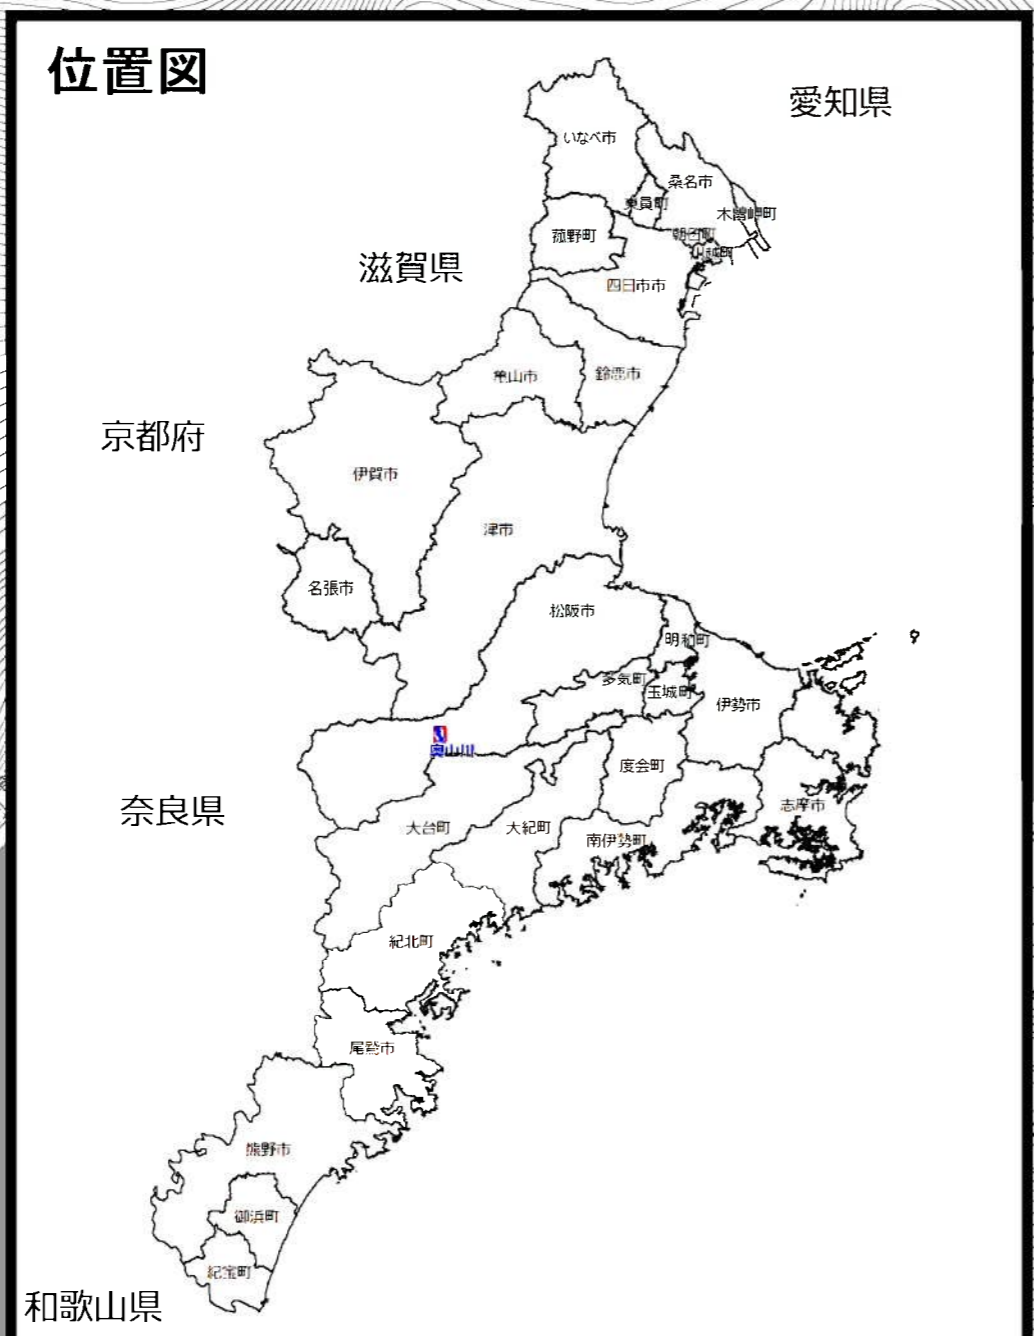 位置図
愛知県
いなべ市
桑名市
東員町
木曽岬町
菰野町
朝日町
川越町
滋賀県
四日市市
亀山市
鈴鹿市
京都府
伊賀市
津市
名張市
松阪市
明和町
多気町
玉城町
伊勢市
奥山川
度会町
奈良県
志摩市
大台町
大紀町
南伊勢町
紀北町
尾鷲市
熊野市
御浜町
紀宝町
和歌山県